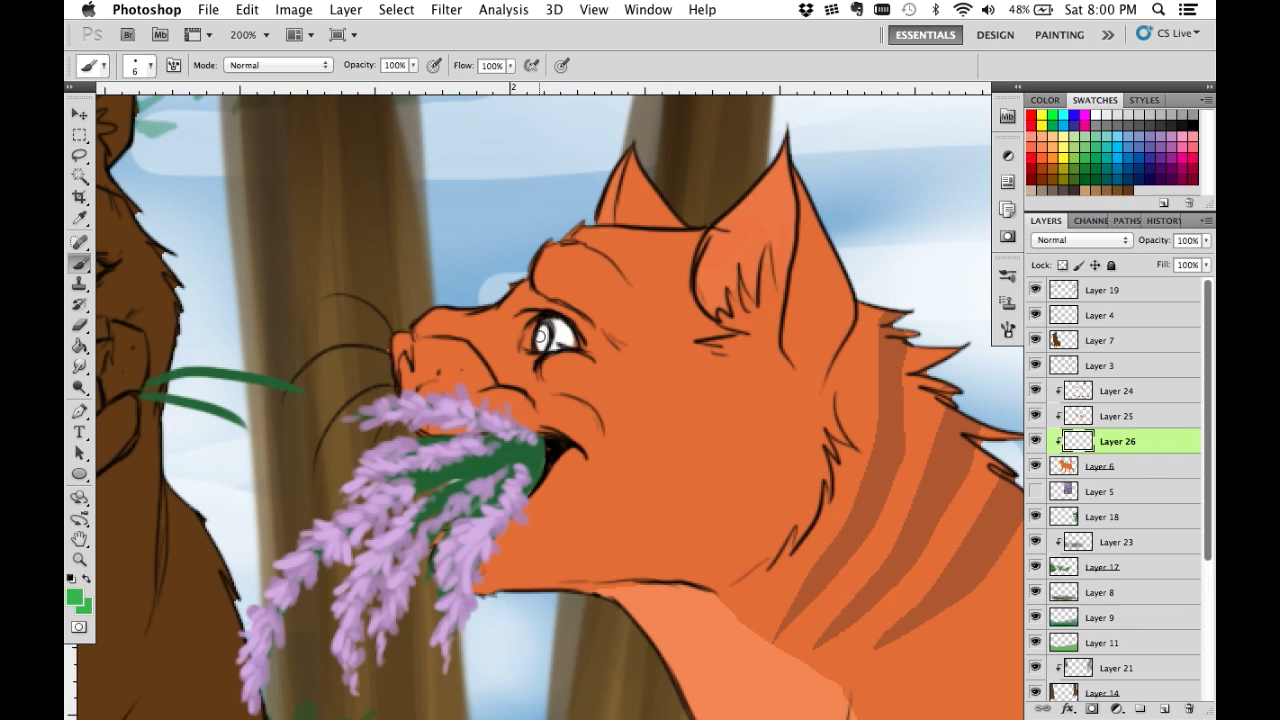 Photoshop File Edit Image Layer Select Filter Analysis 3D View Window Help 48% Sat 8:00 PM
Ps Br Mb 200% ESSENTIALS DESIGN PAINTING CS Live
6 Mode: Normal Opacity: 100% Flow: 100%
2
COLOR SWATCHES STYLES
Mb
LAYERS CHANNE PATHS HISTORY
Normal Opacity: 100%
Lock: Fill: 100%
Layer 19
Layer 4
Layer 7
Layer 3
Layer 24
Layer 25
Layer 26
Layer 6
Layer 5
Layer 18
Layer 23
Layer 17
Layer 8
Layer 9
Layer 11
Layer 21
Layer 14
T
fx